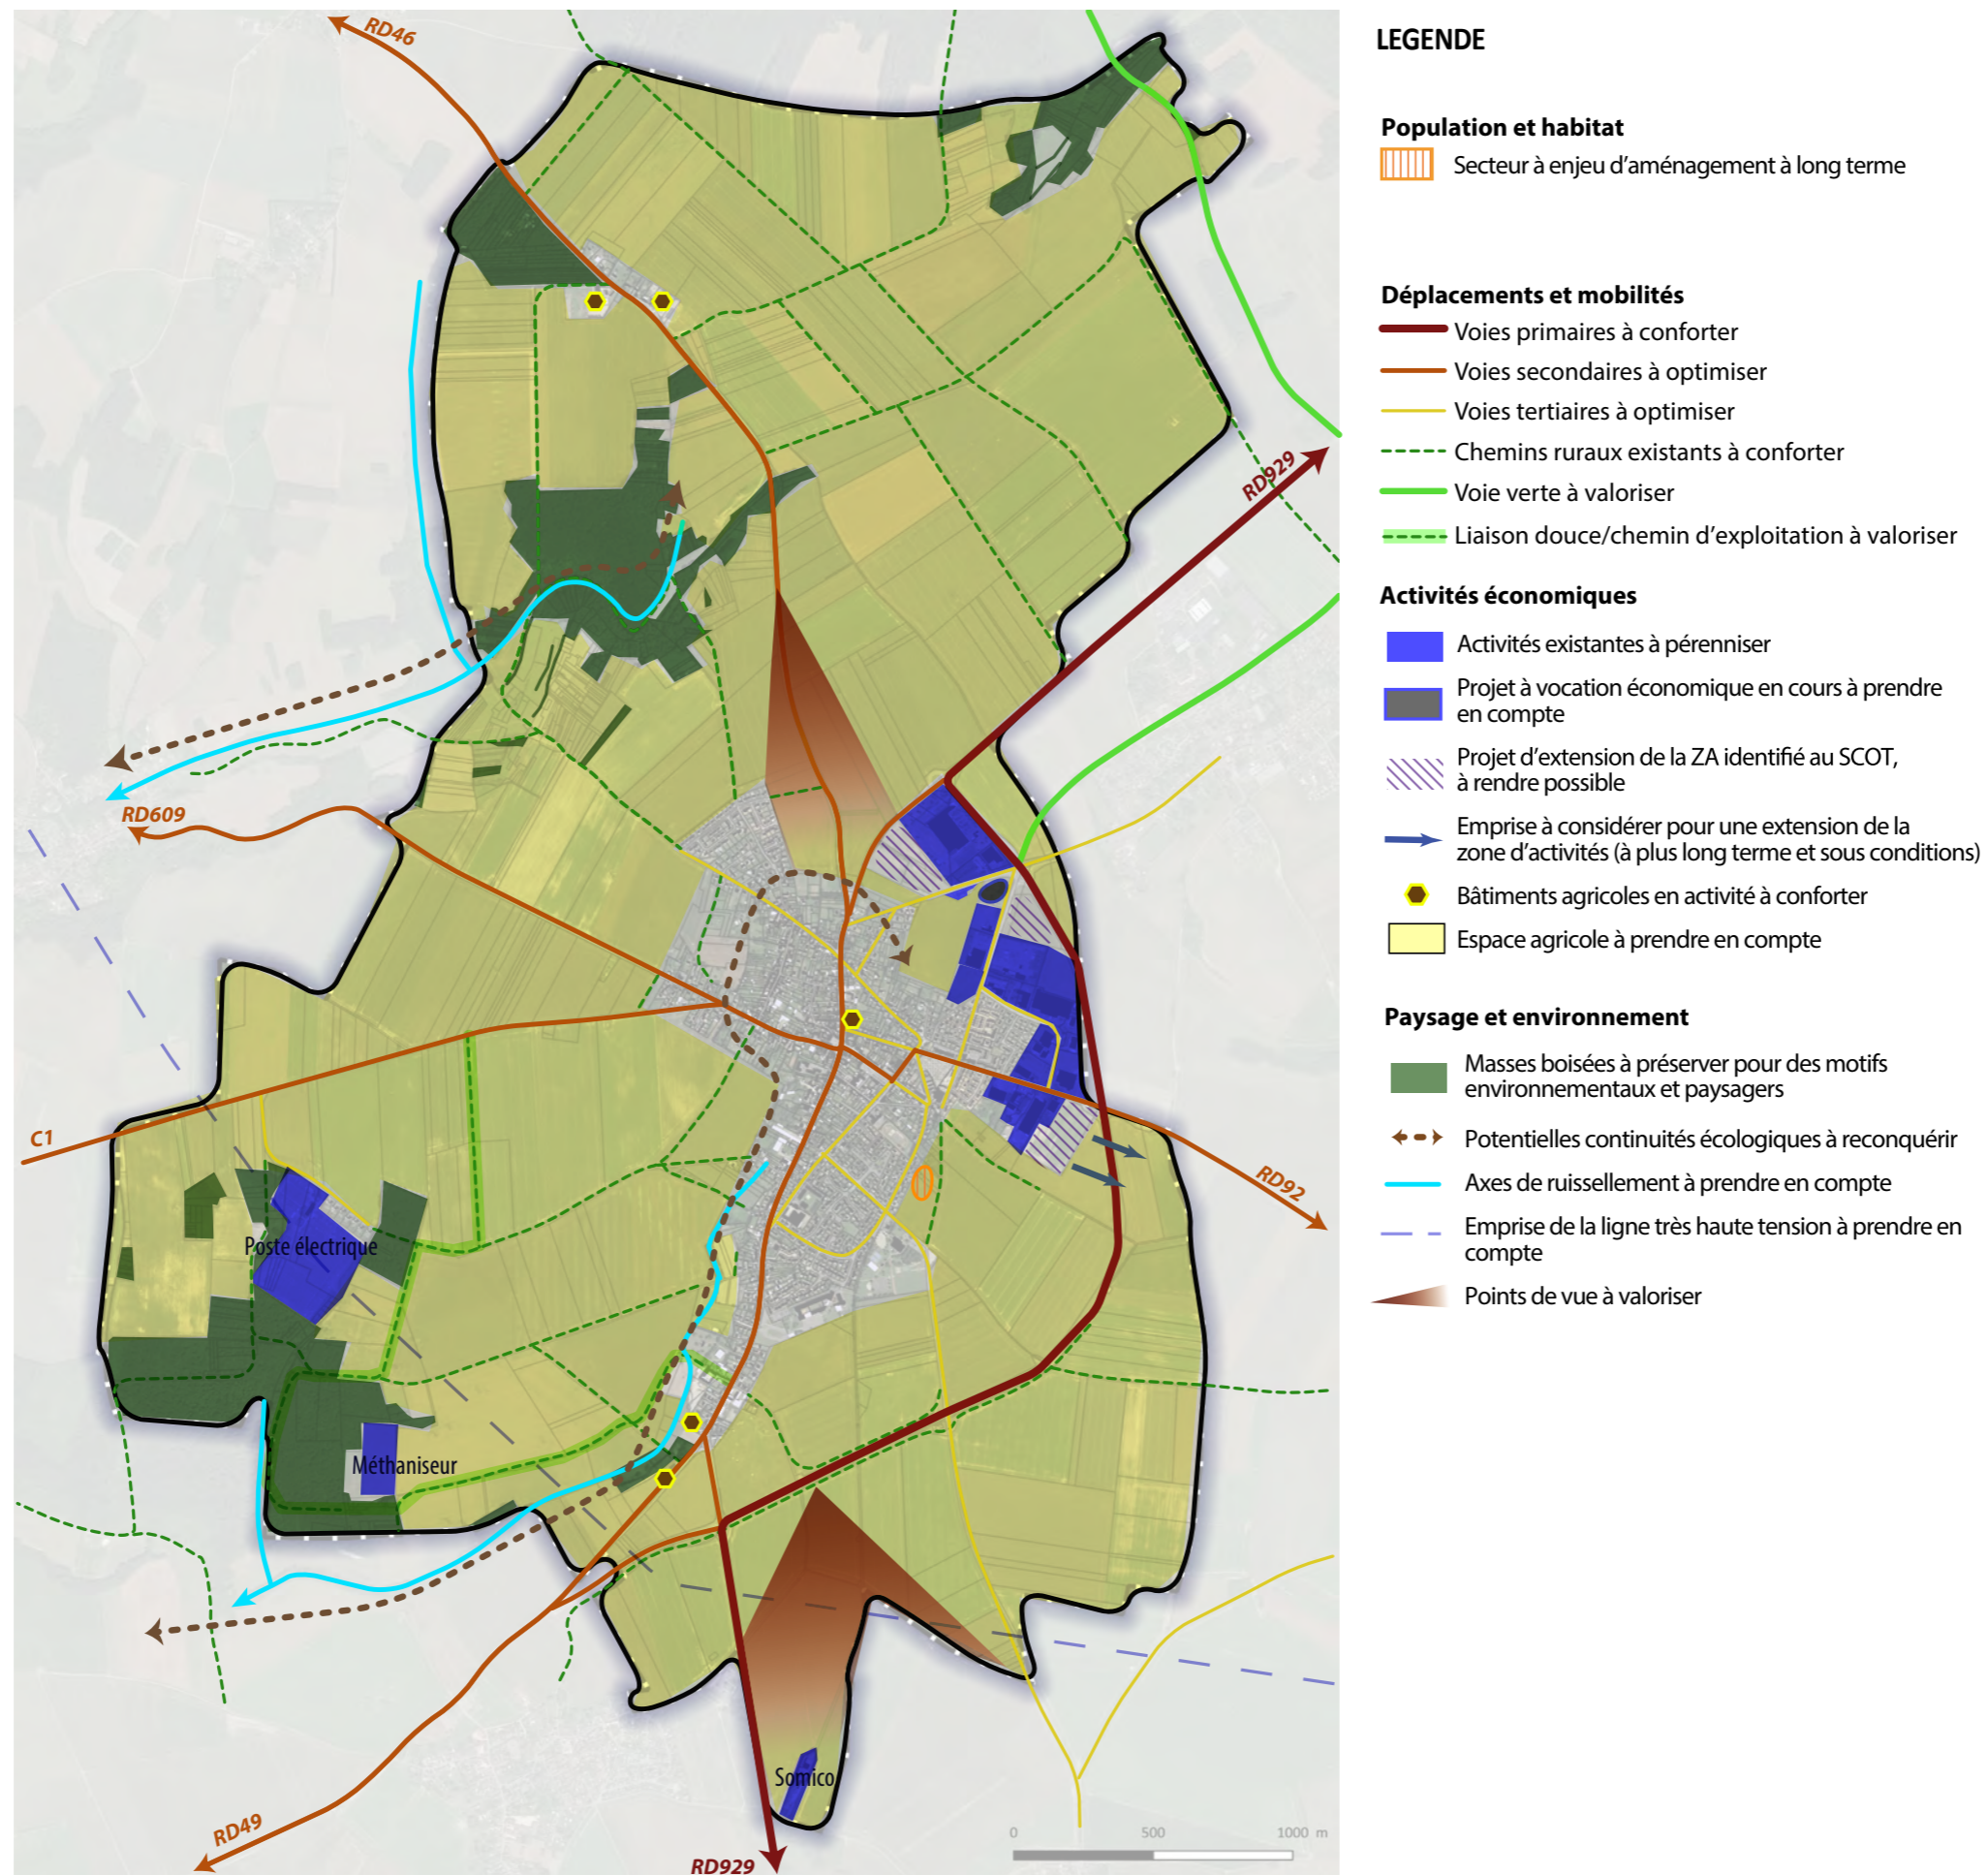 RD46
RD929
RD609
C1
RD92
Poste électrique
Méthaniseur
Somico
RD49
RD929
0 500 1000 m
LEGENDE
Population et habitat
Secteur à enjeu d'aménagement à long terme
Déplacements et mobilités
Voies primaires à conforter
Voies secondaires à optimiser
Voies tertiaires à optimiser
Chemins ruraux existants à conforter
Voie verte à valoriser
Liaison douce/chemin d'exploitation à valoriser
Activités économiques
Activités existantes à pérenniser
Projet à vocation économique en cours à prendre
en compte
Projet d'extension de la ZA identifié au SCOT,
à rendre possible
Emprise à considérer pour une extension de la
zone d'activités (à plus long terme et sous conditions)
Bâtiments agricoles en activité à conforter
Espace agricole à prendre en compte
Paysage et environnement
Masses boisées à préserver pour des motifs
environnementaux et paysagers
Potentielles continuités écologiques à reconquérir
Axes de ruissellement à prendre en compte
Emprise de la ligne très haute tension à prendre en
compte
Points de vue à valoriser